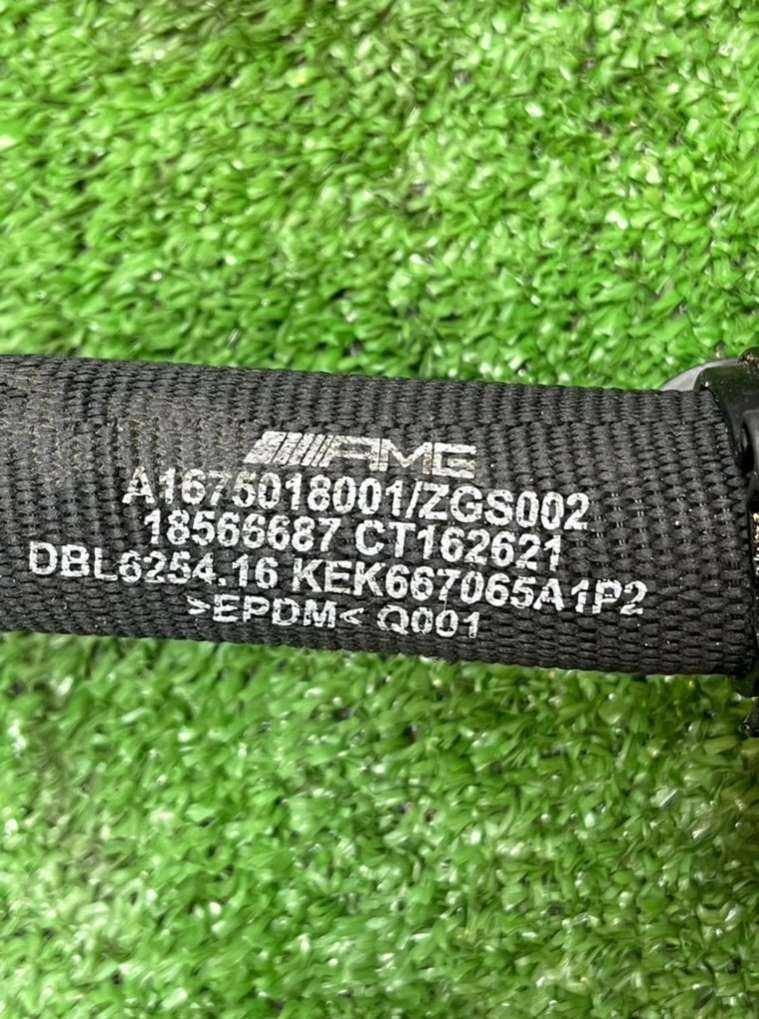 AMG
A1675018001/ZGS002
18566687 CT162621
DBL6254.16 KEK667065A1P2
>EPDM< Q001